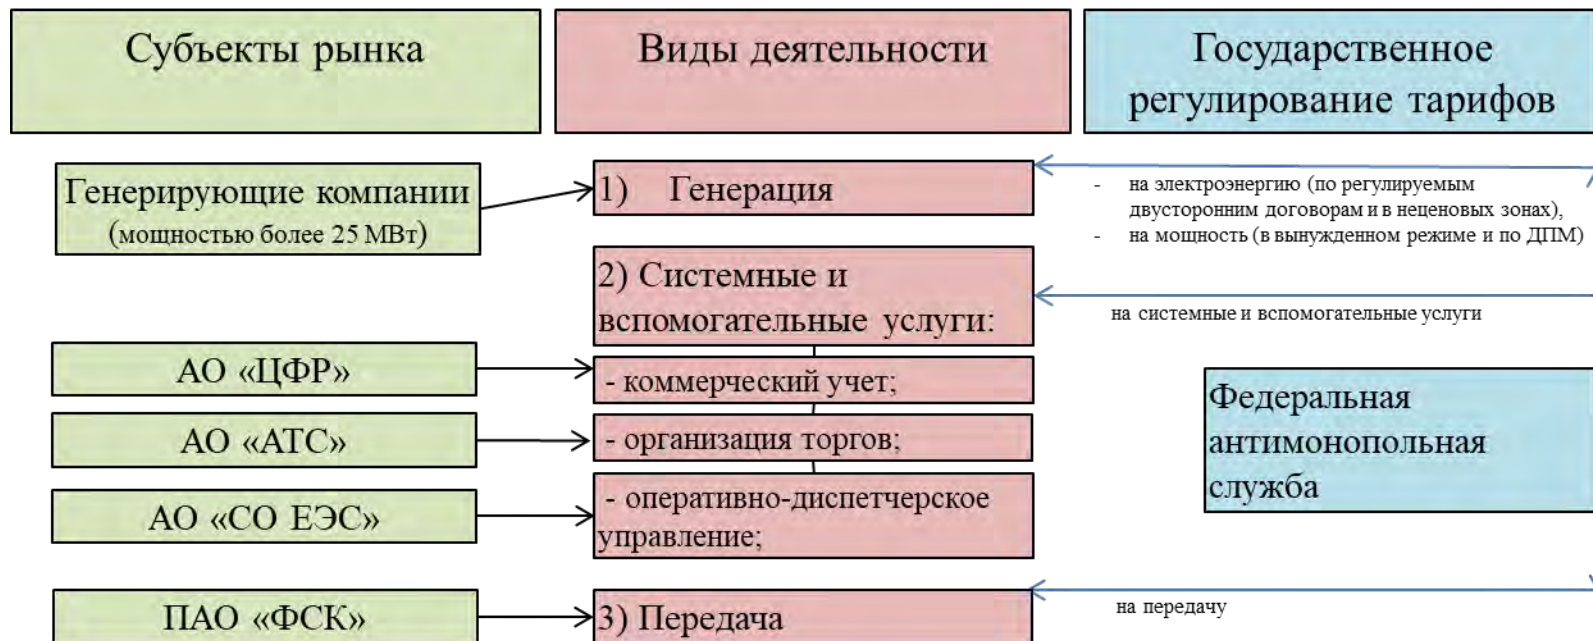 Субъекты рынка
Виды деятельности
Государственное
регулирование тарифов
Генерирующие компании
(мощностью более 25 МВт)
1) Генерация
- на электроэнергию (по регулируемым
двусторонним договорам и в неценовых зонах),
- на мощность (в вынужденном режиме и по ДПМ)
2) Системные и
вспомогательные услуги:
на системные и вспомогательные услуги
АО «ЦФР»
- коммерческий учет;
АО «АТС»
- организация торгов;
Федеральная
антимонопольная
служба
АО «СО ЕЭС»
- оперативно-диспетчерское
управление;
ПАО «ФСК»
3) Передача
на передачу